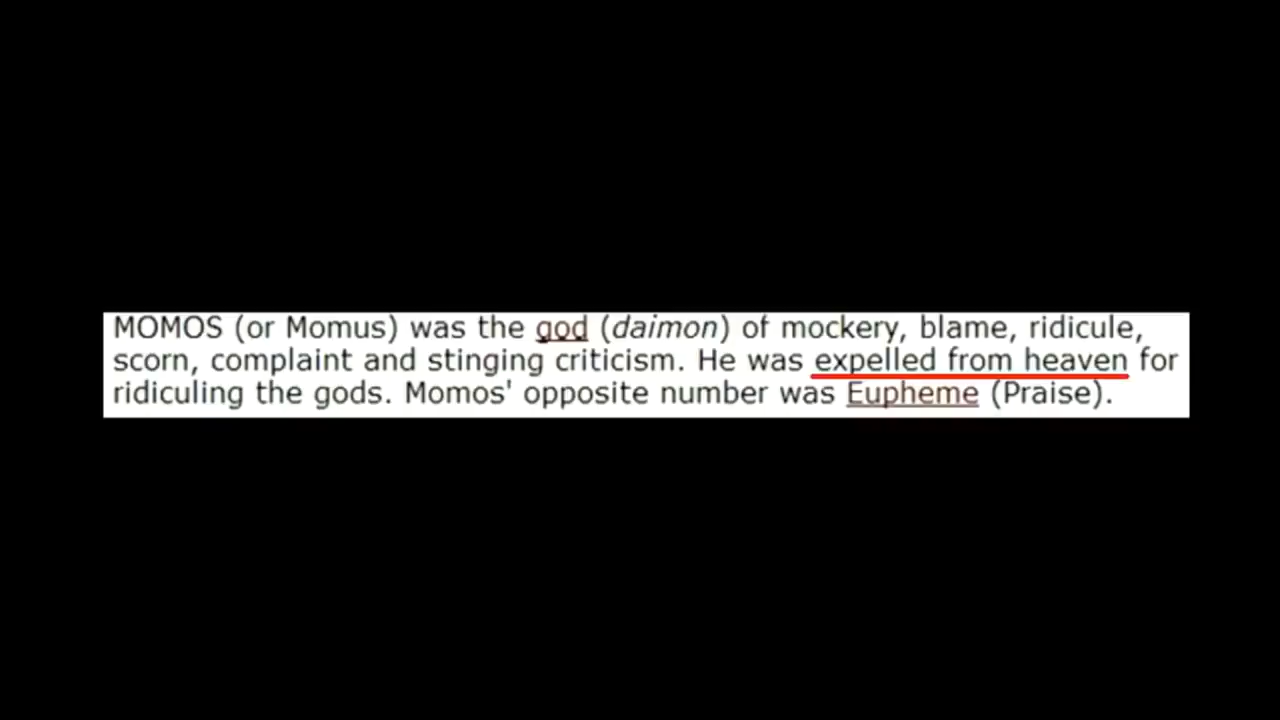 MOMOS (or Momus) was the god (daimon) of mockery, blame, ridicule,
scorn, complaint and stinging criticism. He was expelled from heaven for
ridiculing the gods. Momos' opposite number was Eupheme (Praise).